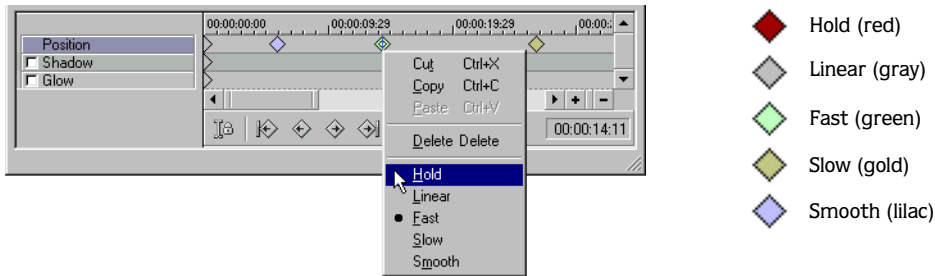 00:00:00:00 00:00:09:29 00:00:19:29 00:00:
Position
Shadow
Glow
00:00:14:11
Cut Ctrl+X
Copy Ctrl+C
Paste Ctrl+V
Delete Delete
Hold
Linear
Fast
Slow
Smooth
Hold (red)
Linear (gray)
Fast (green)
Slow (gold)
Smooth (lilac)